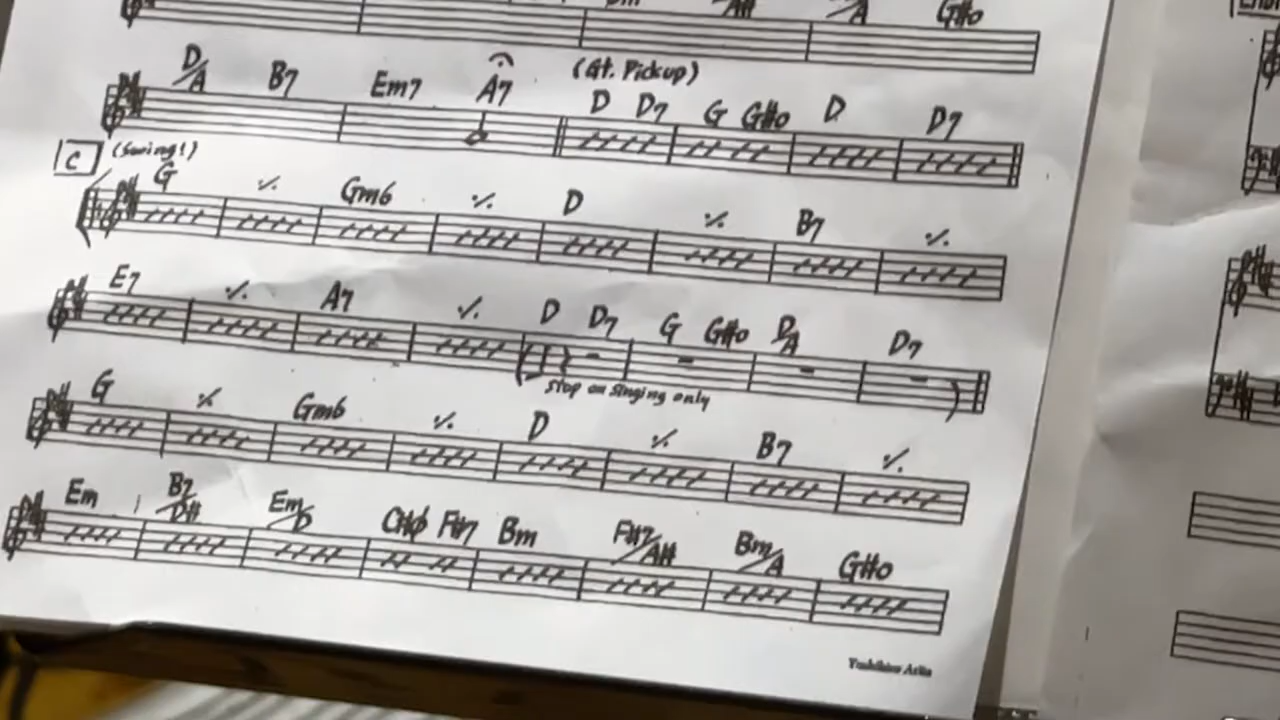 A G#o
D/A B7 Em7 A7 (Gt. Pickup) D D7 G G#o D D7
C (Swing!)
G ٪ Gm6 ٪ D ٪ B7 ٪
E7 ٪ A7 ٪ D D7 G G#o D/A D7
Stop on Singing only
G ٪ Gm6 ٪ D ٪ B7 ٪
Em B7/D# Em/D C#ø F#7 Bm F#7/A# Bm/A G#o